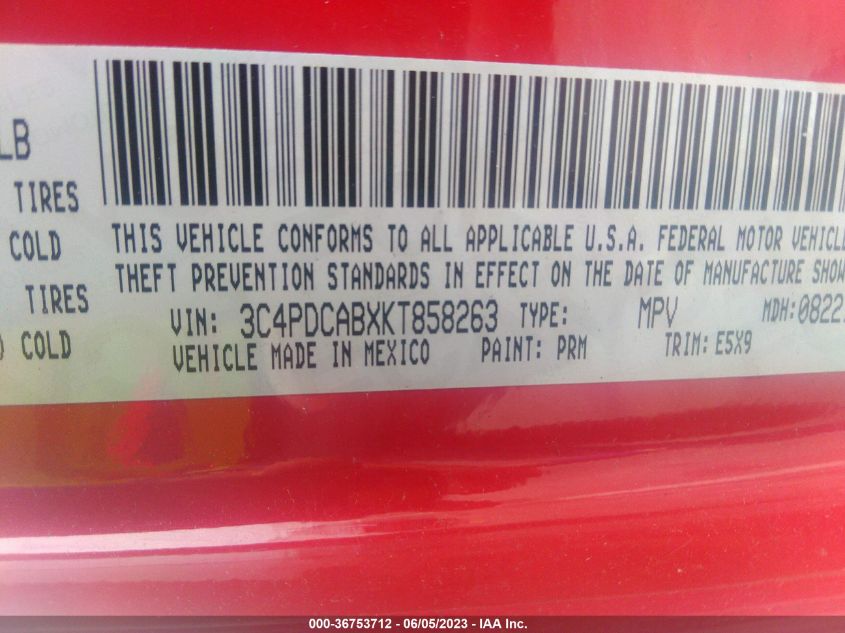 LB
TIRES
COLD
TIRES
COLD
THIS VEHICLE CONFORMS TO ALL APPLICABLE U.S.A. FEDERAL MOTOR VEHICLE
THEFT PREVENTION STANDARDS IN EFFECT ON THE DATE OF MANUFACTURE SHOW
VIN: 3C4PDCABXKT858263 TYPE: MPV MDH: 0822
VEHICLE MADE IN MEXICO PAINT: PRM TRIM: E5X9
000-36753712 - 06/05/2023 - IAA Inc.